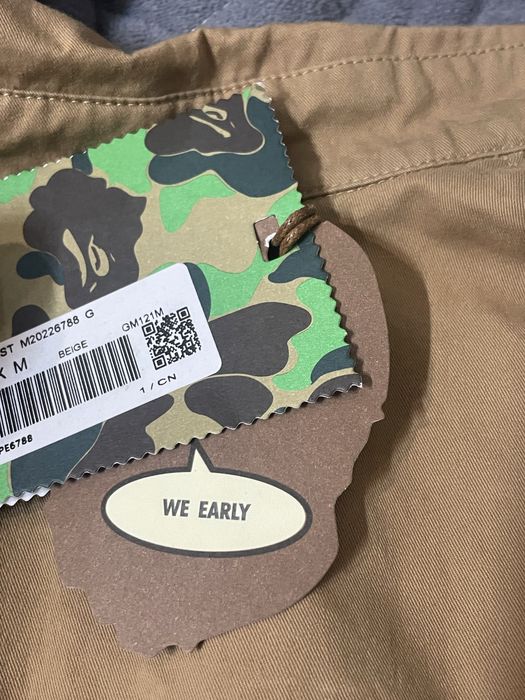 ST M20226788 G
BEIGE
GM121M
X M
1 / CN
PE6788
WE EARLY